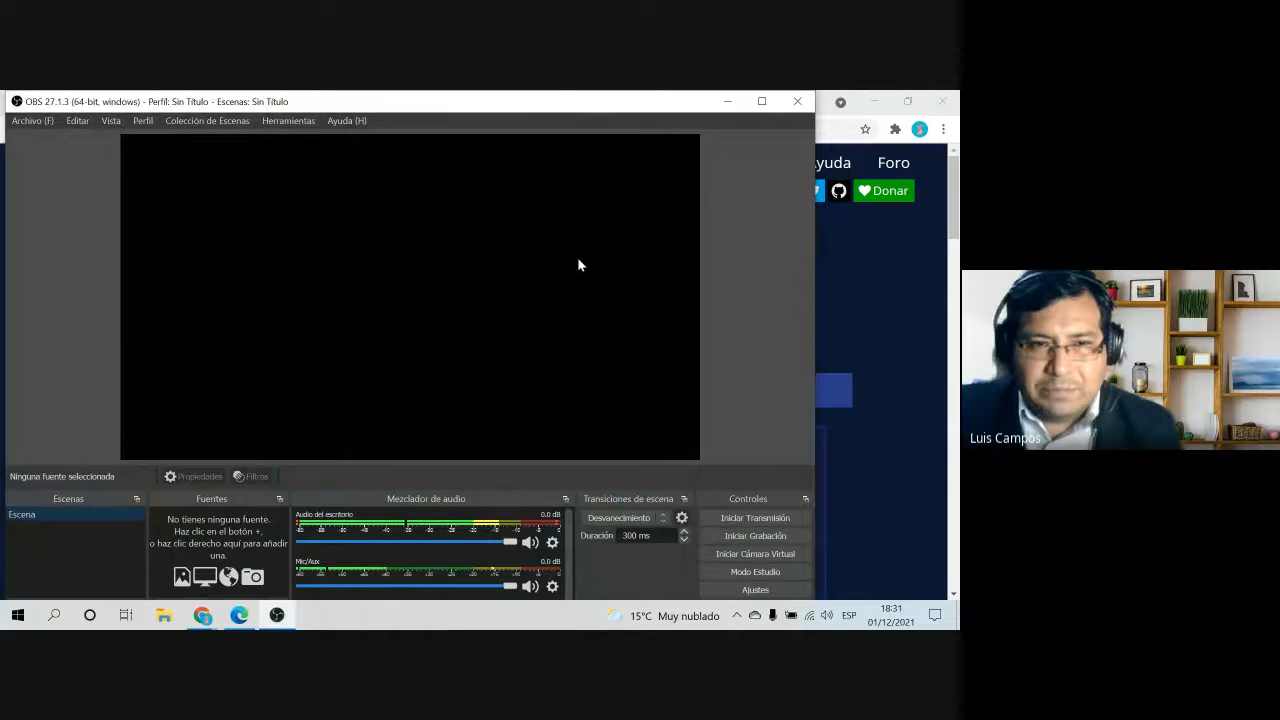 OBS 27.1.3 (64-bit, windows) - Perfil: Sin Título - Escenas: Sin Título
Archivo (F) Editar Vista Perfil Colección de Escenas Herramientas Ayuda (H)
Ayuda Foro
Donar
Luis Campos
Ninguna fuente seleccionada Propiedades Filtros
Escenas Fuentes Mezclador de audio Transiciones de escena Controles
Escena
No tienes ninguna fuente.
Haz clic en el botón +,
o haz clic derecho aquí para añadir
una.
Audio del escritorio 0.0 dB
Mic/Aux 0.0 dB
Desvanecimiento
Duración 300 ms
Iniciar Transmisión
Iniciar Grabación
Iniciar Cámara Virtual
Modo Estudio
Ajustes
15°C Muy nublado ESP 18:31
01/12/2021